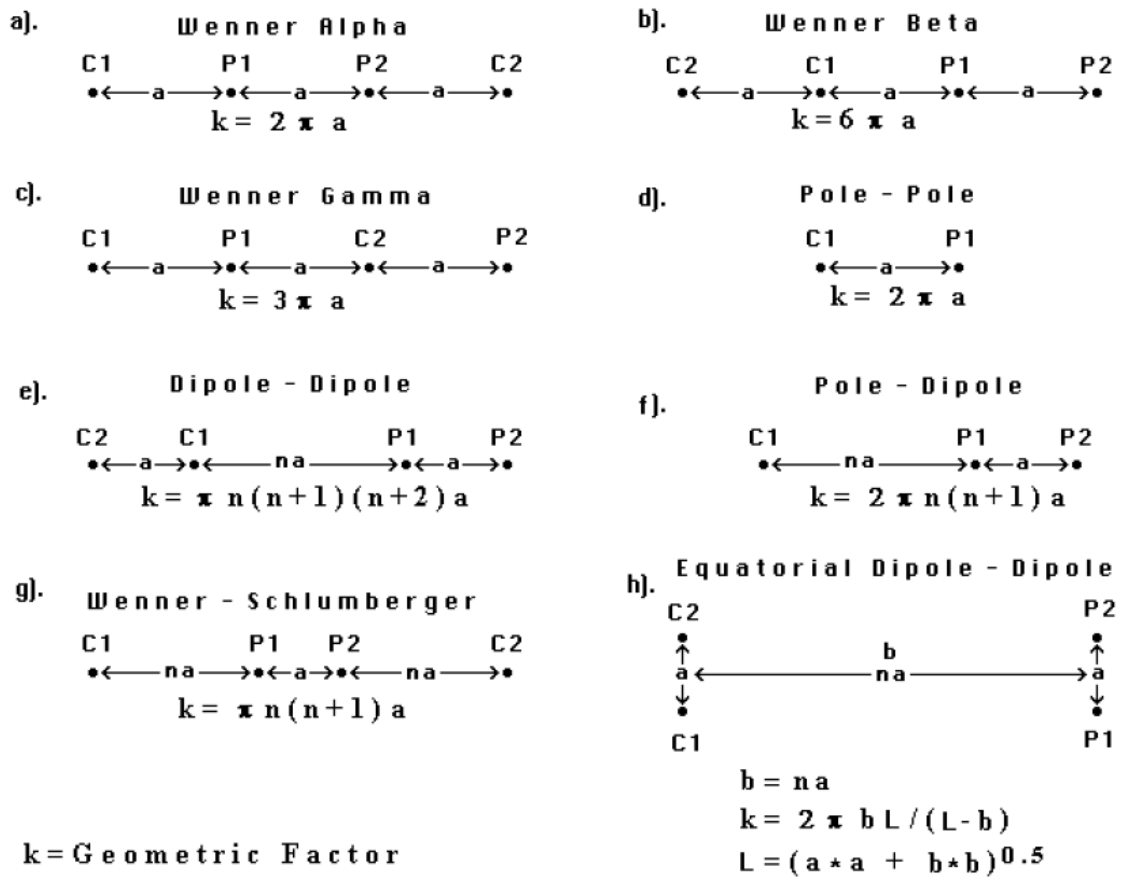 a). Wenner Alpha
C1 P1 P2 C2
a a a
k = 2 π a
b). Wenner Beta
C2 C1 P1 P2
a a a
k = 6 π a
c). Wenner Gamma
C1 P1 C2 P2
a a a
k = 3 π a
d). Pole - Pole
C1 P1
a
k = 2 π a
e). Dipole - Dipole
C2 C1 P1 P2
a na a
k = π n(n+1)(n+2)a
f). Pole - Dipole
C1 P1 P2
na a
k = 2 π n(n+1)a
g). Wenner - Schlumberger
C1 P1 P2 C2
na a na
k = π n(n+1)a
h). Equatorial Dipole - Dipole
C2 P2
b
a na a
C1 P1
b = na
k = 2 π bL/(L-b)
L = (a*a + b*b)^0.5
k=Geometric Factor